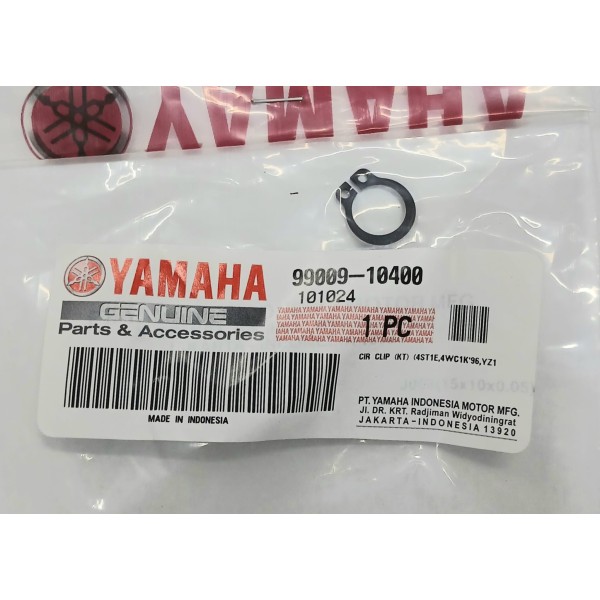 YAMAHA
YAMAHA
GENUINE
Parts & Accessories
99009-10400
101024
1 PC
CIR CLIP (KT) (4ST1E,4WC1K'96,YZ1
MADE IN INDONESIA
PT. YAMAHA INDONESIA MOTOR MFG.
Jl. DR. KRT. Radjiman Widyodiningrat
JAKARTA-INDONESIA 13920